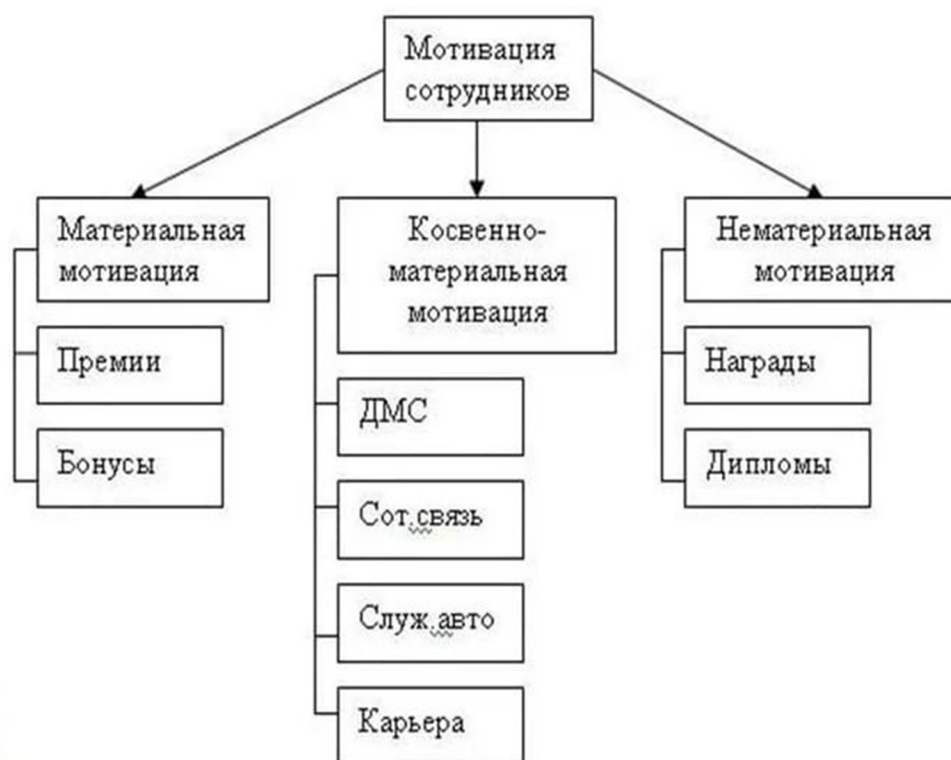 Мотивация
сотрудников
Материальная
мотивация
Премии
Бонусы
Косвенно-
материальная
мотивация
ДМС
Сот.связь
Служ.авто
Карьера
Нематериальная
мотивация
Награды
Дипломы